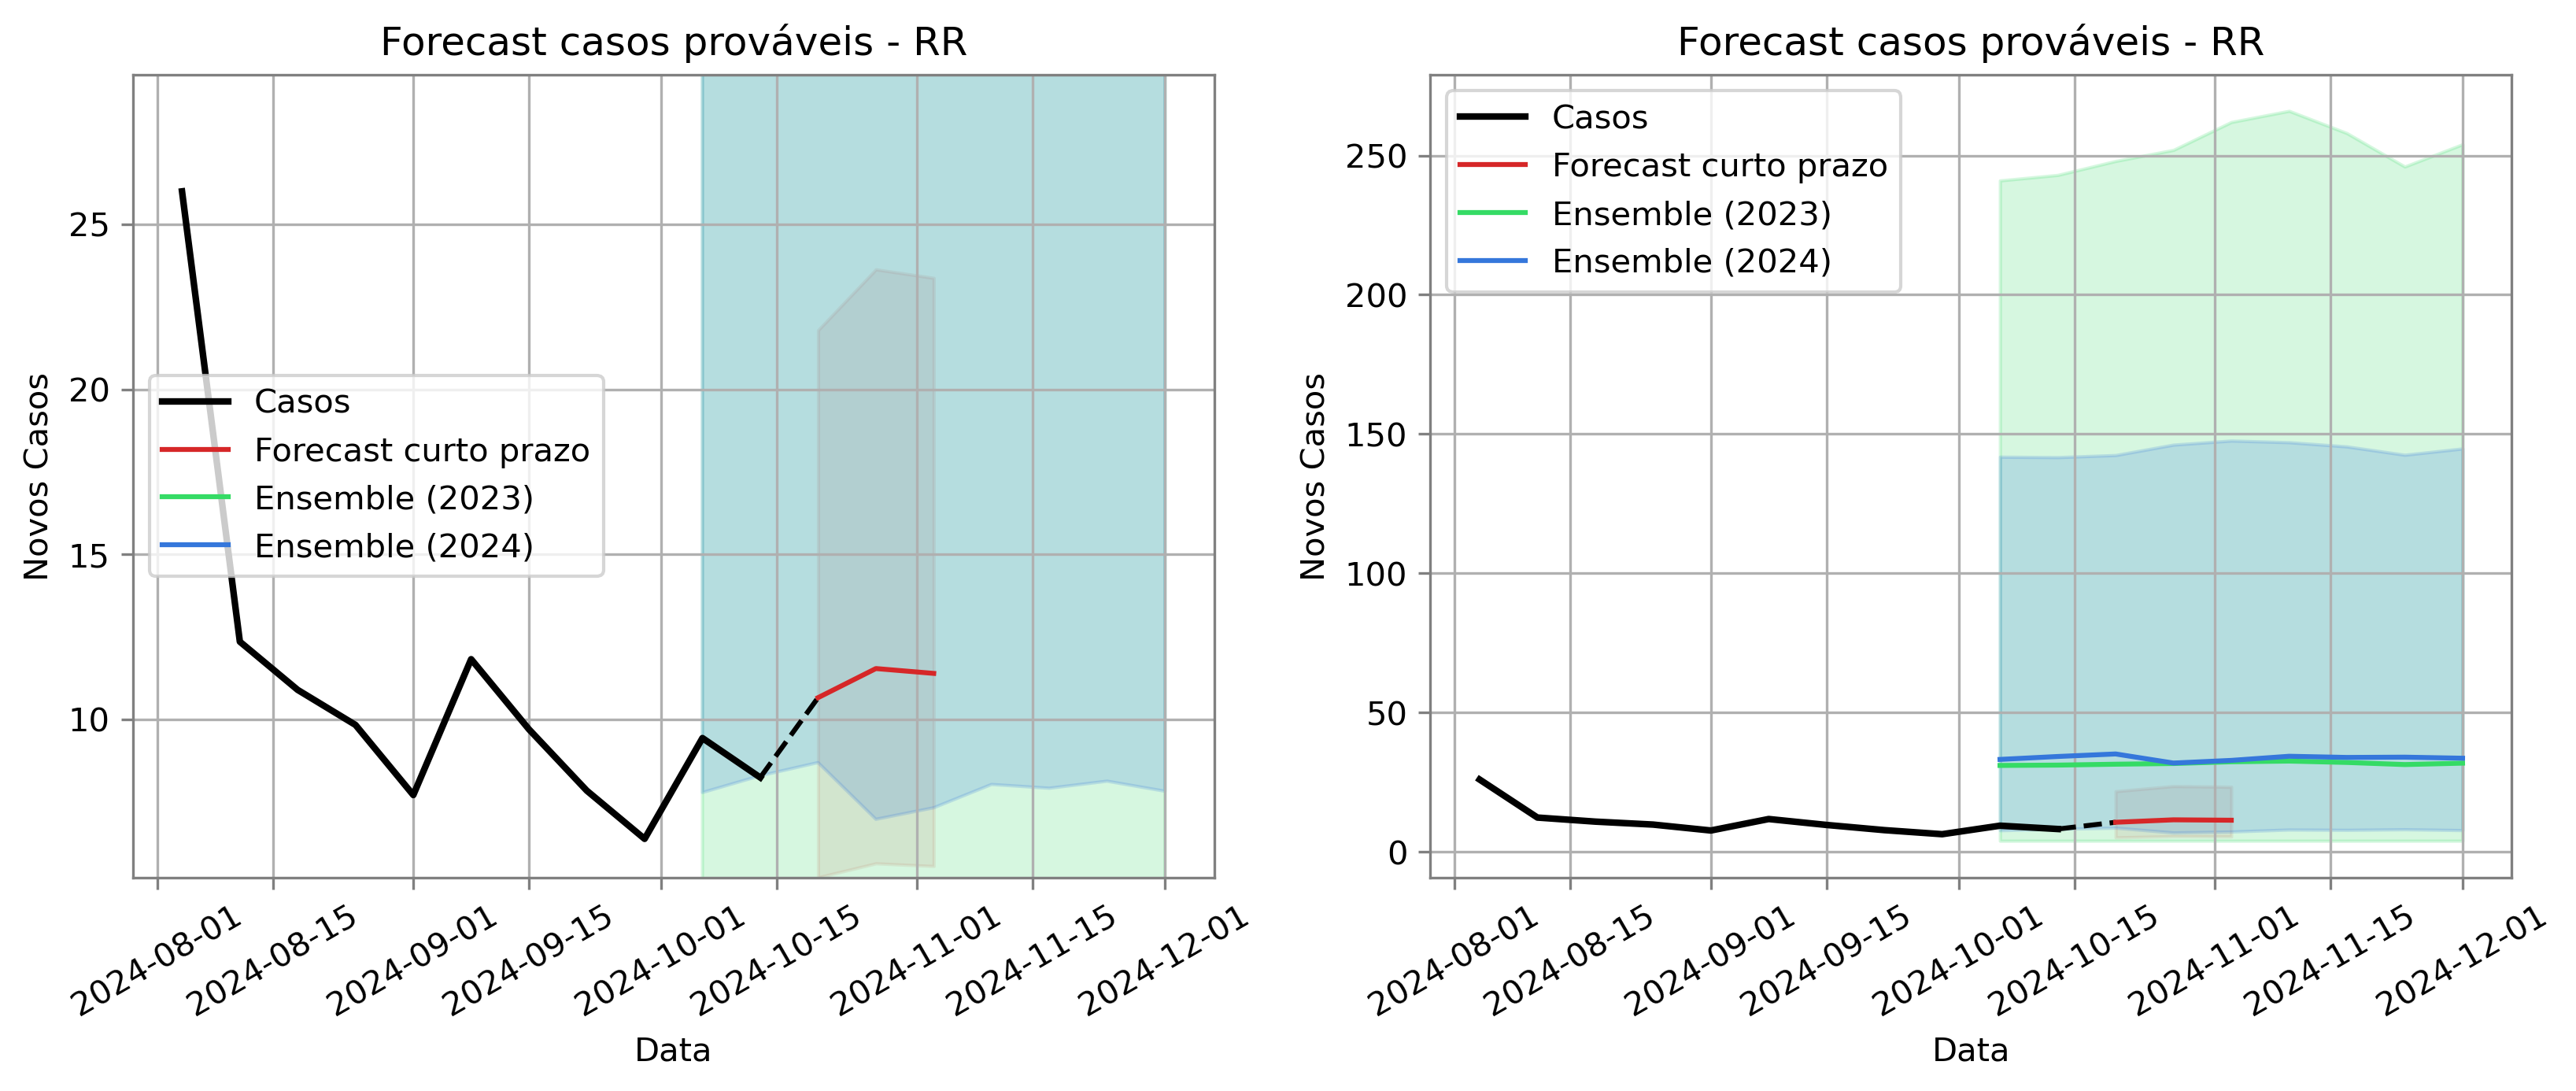 Forecast casos prováveis - RR
Novos Casos
25
20
15
10
Casos
Forecast curto prazo
Ensemble (2023)
Ensemble (2024)
2024-08-01
2024-08-15
2024-09-01
2024-09-15
2024-10-01
2024-10-15
2024-11-01
2024-11-15
2024-12-01
Data
Forecast casos prováveis - RR
Novos Casos
250
200
150
100
50
0
Casos
Forecast curto prazo
Ensemble (2023)
Ensemble (2024)
2024-08-01
2024-08-15
2024-09-01
2024-09-15
2024-10-01
2024-10-15
2024-11-01
2024-11-15
2024-12-01
Data